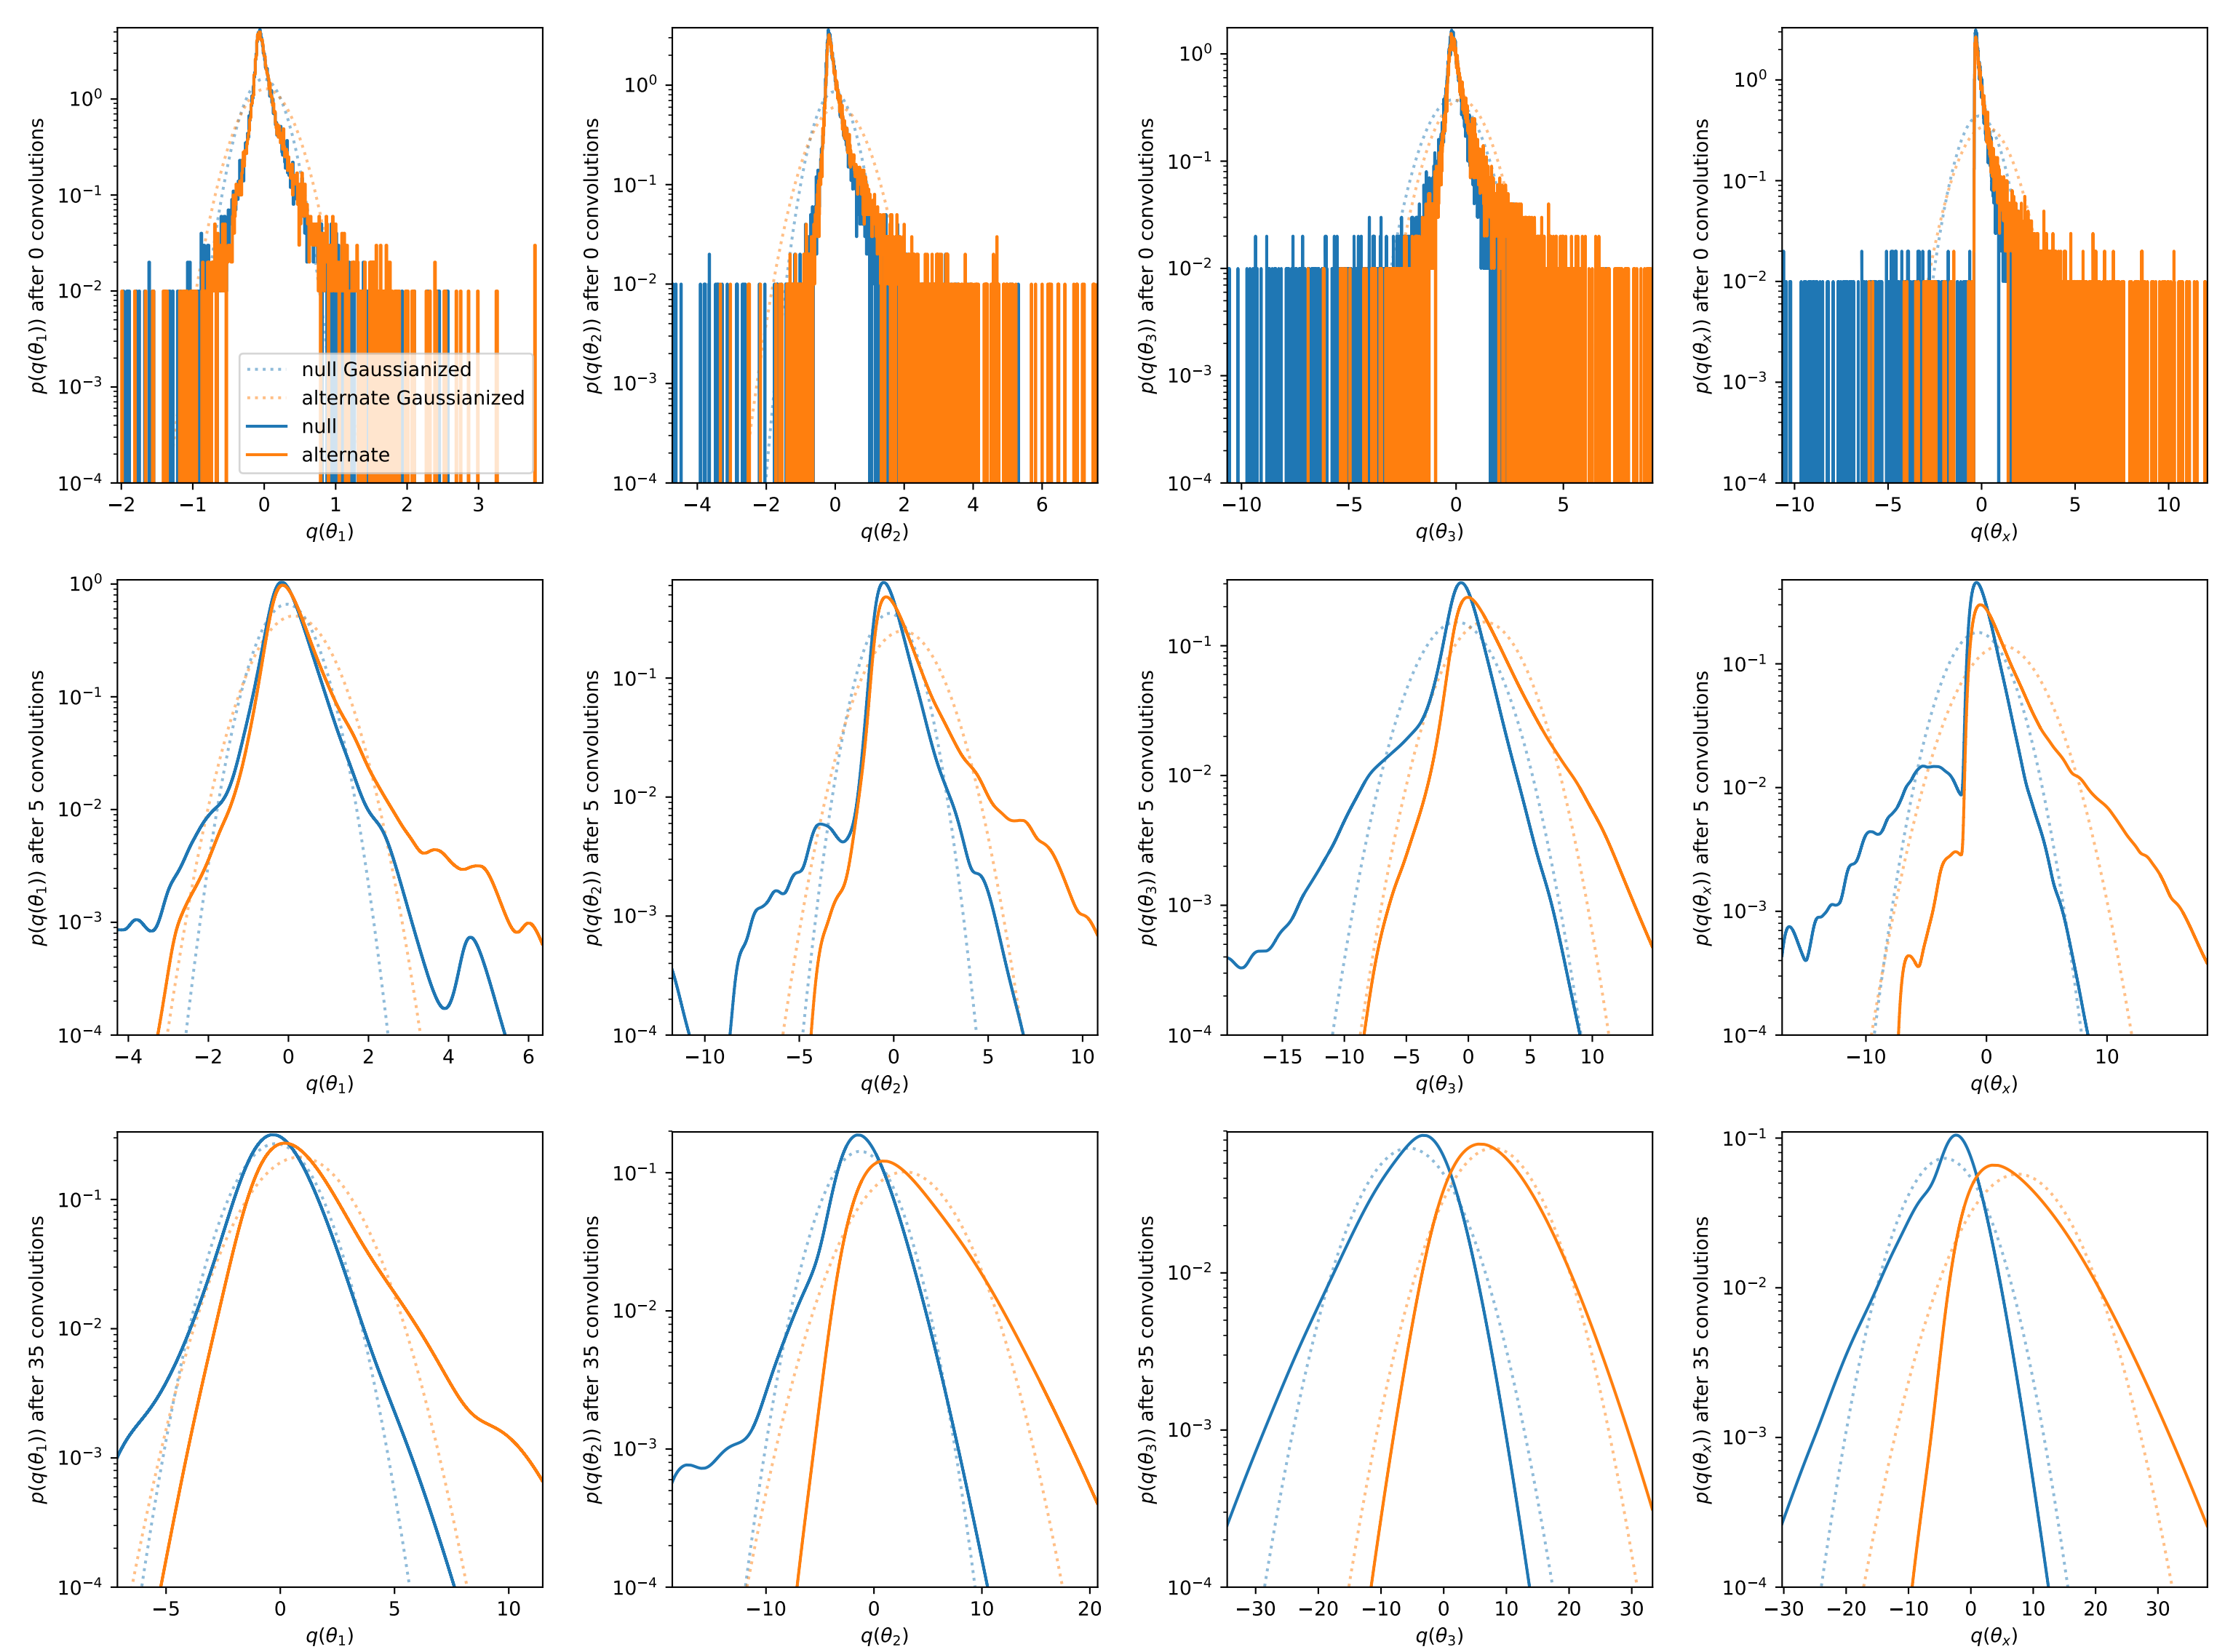 p(q(θ₁)) after 0 convolutions
10⁰
10⁻¹
10⁻²
10⁻³
10⁻⁴
null Gaussianized
alternate Gaussianized
null
alternate
−2 −1 0 1 2 3
q(θ₁)
p(q(θ₂)) after 0 convolutions
10⁰
10⁻¹
10⁻²
10⁻³
10⁻⁴
−4 −2 0 2 4 6
q(θ₂)
p(q(θ₃)) after 0 convolutions
10⁰
10⁻¹
10⁻²
10⁻³
10⁻⁴
−10 −5 0 5
q(θ₃)
p(q(θₓ)) after 0 convolutions
10⁰
10⁻¹
10⁻²
10⁻³
10⁻⁴
−10 −5 0 5 10
q(θₓ)
p(q(θ₁)) after 5 convolutions
10⁰
10⁻¹
10⁻²
10⁻³
10⁻⁴
−4 −2 0 2 4 6
q(θ₁)
p(q(θ₂)) after 5 convolutions
10⁻¹
10⁻²
10⁻³
10⁻⁴
−10 −5 0 5 10
q(θ₂)
p(q(θ₃)) after 5 convolutions
10⁻¹
10⁻²
10⁻³
10⁻⁴
−15 −10 −5 0 5 10
q(θ₃)
p(q(θₓ)) after 5 convolutions
10⁻¹
10⁻²
10⁻³
10⁻⁴
−10 0 10
q(θₓ)
p(q(θ₁)) after 35 convolutions
10⁻¹
10⁻²
10⁻³
10⁻⁴
−5 0 5 10
q(θ₁)
p(q(θ₂)) after 35 convolutions
10⁻¹
10⁻²
10⁻³
10⁻⁴
−10 0 10 20
q(θ₂)
p(q(θ₃)) after 35 convolutions
10⁻²
10⁻³
10⁻⁴
−30 −20 −10 0 10 20 30
q(θ₃)
p(q(θₓ)) after 35 convolutions
10⁻¹
10⁻²
10⁻³
10⁻⁴
−30 −20 −10 0 10 20 30
q(θₓ)